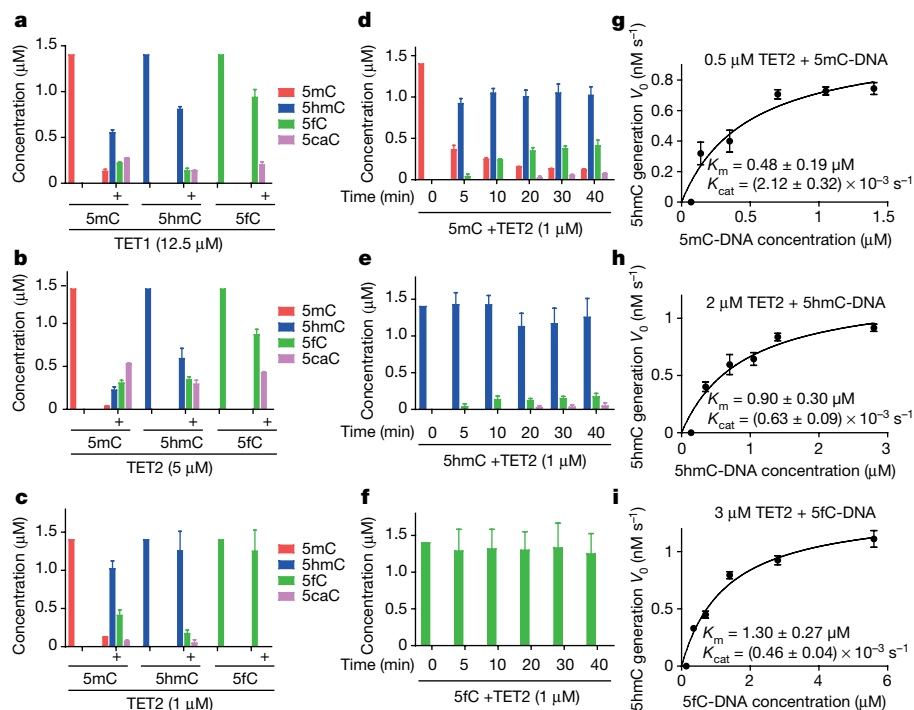 a
Concentration (μM)
1.5
1.0
0.5
0
+ + +
5mC 5hmC 5fC
TET1 (12.5 μM)
5mC
5hmC
5fC
5caC
b
Concentration (μM)
1.5
1.0
0.5
0
+ + +
5mC 5hmC 5fC
TET2 (5 μM)
5mC
5hmC
5fC
5caC
c
Concentration (μM)
1.5
1.0
0.5
0
+ + +
5mC 5hmC 5fC
TET2 (1 μM)
5mC
5hmC
5fC
5caC
d
Concentration (μM)
1.5
1.0
0.5
0
Time (min) 0 5 10 20 30 40
5mC +TET2 (1 μM)
e
Concentration (μM)
1.5
1.0
0.5
0
Time (min) 0 5 10 20 30 40
5hmC +TET2 (1 μM)
f
Concentration (μM)
1.5
1.0
0.5
0
Time (min) 0 5 10 20 30 40
5fC +TET2 (1 μM)
g
5hmC generation V0 (nM s−1)
0.8
0.6
0.4
0.2
0
0.5 μM TET2 + 5mC-DNA
Km = 0.48 ± 0.19 μM
Kcat = (2.12 ± 0.32) × 10−3 s−1
0 0.5 1.0 1.5
5mC-DNA concentration (μM)
h
5hmC generation V0 (nM s−1)
1.0
0.5
0
2 μM TET2 + 5hmC-DNA
Km = 0.90 ± 0.30 μM
Kcat = (0.63 ± 0.09) × 10−3 s−1
0 1 2 3
5hmC-DNA concentration (μM)
i
5hmC generation V0 (nM s−1)
1.0
0.5
0
3 μM TET2 + 5fC-DNA
Km = 1.30 ± 0.27 μM
Kcat = (0.46 ± 0.04) × 10−3 s−1
0 2 4 6
5fC-DNA concentration (μM)